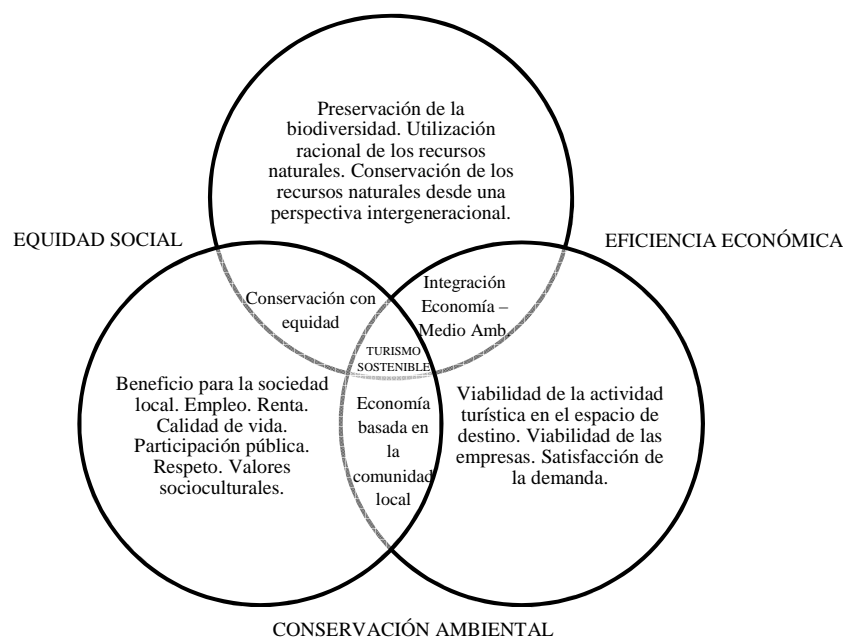 Preservación de la
biodiversidad. Utilización
racional de los recursos
naturales. Conservación de los
recursos naturales desde una
perspectiva intergeneracional.
EQUIDAD SOCIAL
EFICIENCIA ECONÓMICA
Conservación con
equidad
Integración
Economía –
Medio Amb.
TURISMO
SOSTENIBLE
Beneficio para la sociedad
local. Empleo. Renta.
Calidad de vida.
Participación pública.
Respeto. Valores
socioculturales.
Economía
basada en
la
comunidad
local
Viabilidad de la actividad
turística en el espacio de
destino. Viabilidad de las
empresas. Satisfacción de
la demanda.
CONSERVACIÓN AMBIENTAL